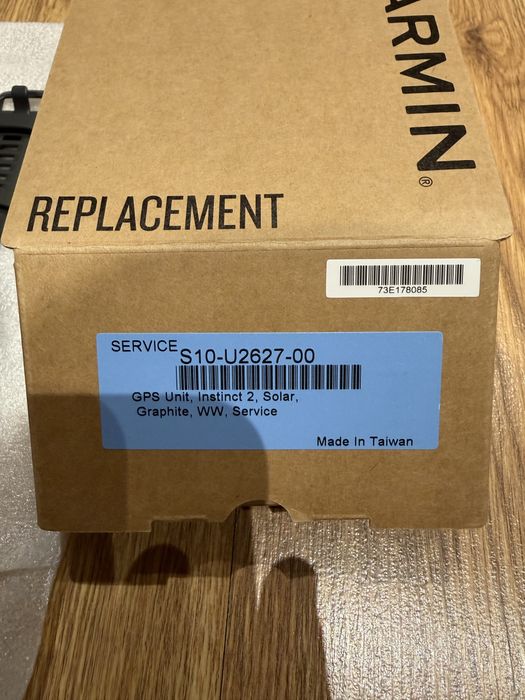 ARMIN®
REPLACEMENT
73E178085
SERVICE S10-U2627-00
GPS Unit, Instinct 2, Solar,
Graphite, WW, Service
Made In Taiwan